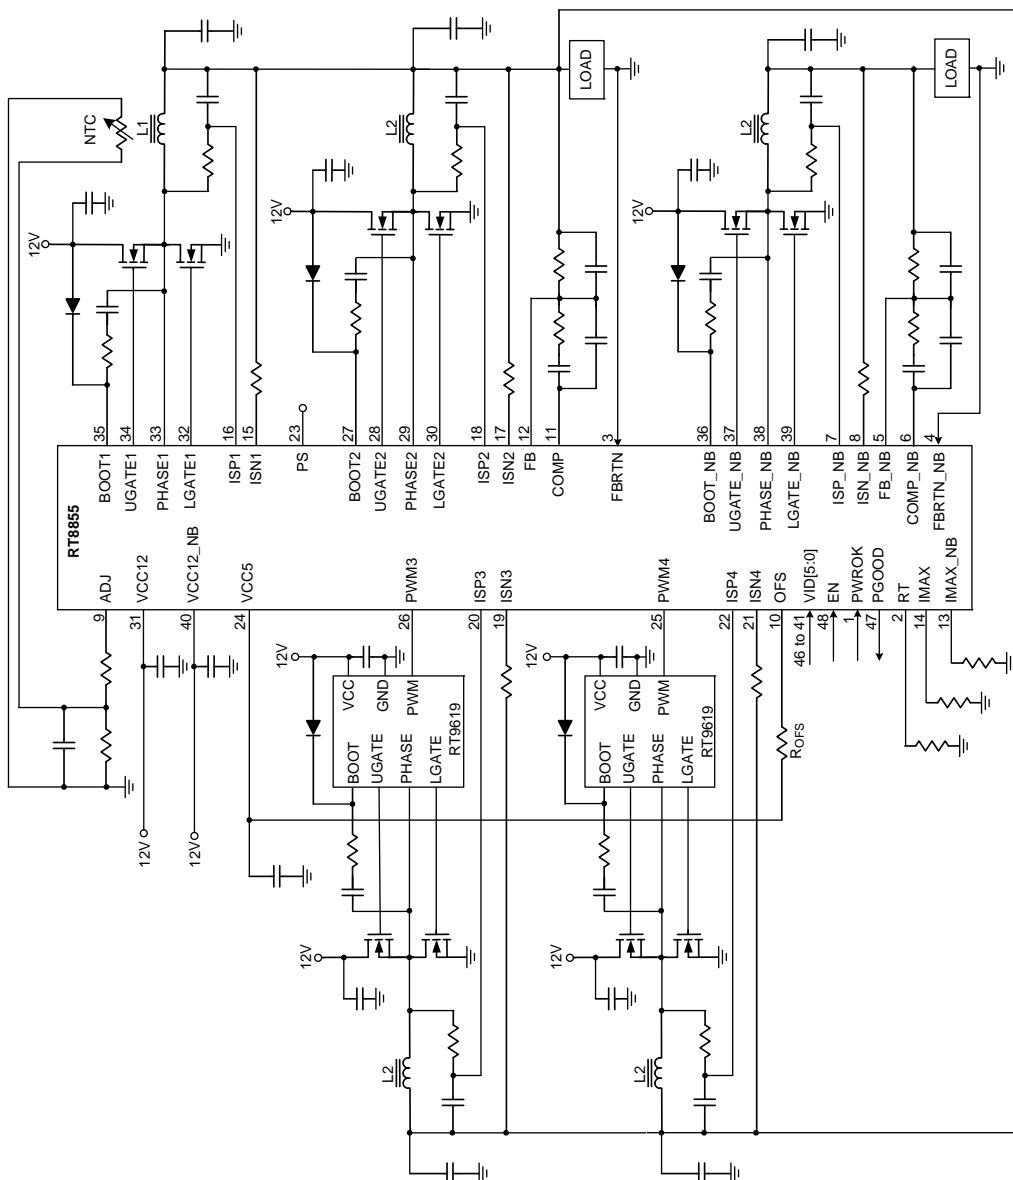 NTC
L1
12V
L2
12V
LOAD
L2
12V
LOAD
35
34
33
32
16
15
23
27
28
29
30
18
17
12
11
3
36
37
38
39
7
8
5
6
4
BOOT1
UGATE1
PHASE1
LGATE1
ISP1
ISN1
PS
BOOT2
UGATE2
PHASE2
LGATE2
ISP2
ISN2
FB
COMP
FBRTN
BOOT_NB
UGATE_NB
PHASE_NB
LGATE_NB
ISP_NB
ISN_NB
FB_NB
COMP_NB
FBRTN_NB
RT8855
ADJ
VCC12
VCC12_NB
VCC5
PWM3
ISP3
ISN3
PWM4
ISP4
ISN4
OFS
VID[5:0]
EN
PWROK
PGOOD
RT
IMAX
IMAX_NB
9
31
40
24
26
20
19
25
22
21
10
46 to 41
48
1
47
2
14
13
12V
12V
12V
VCC
GND
PWM
BOOT
UGATE
PHASE
LGATE
RT9619
12V
VCC
GND
PWM
BOOT
UGATE
PHASE
LGATE
RT9619
ROFS
12V
12V
L2
L2